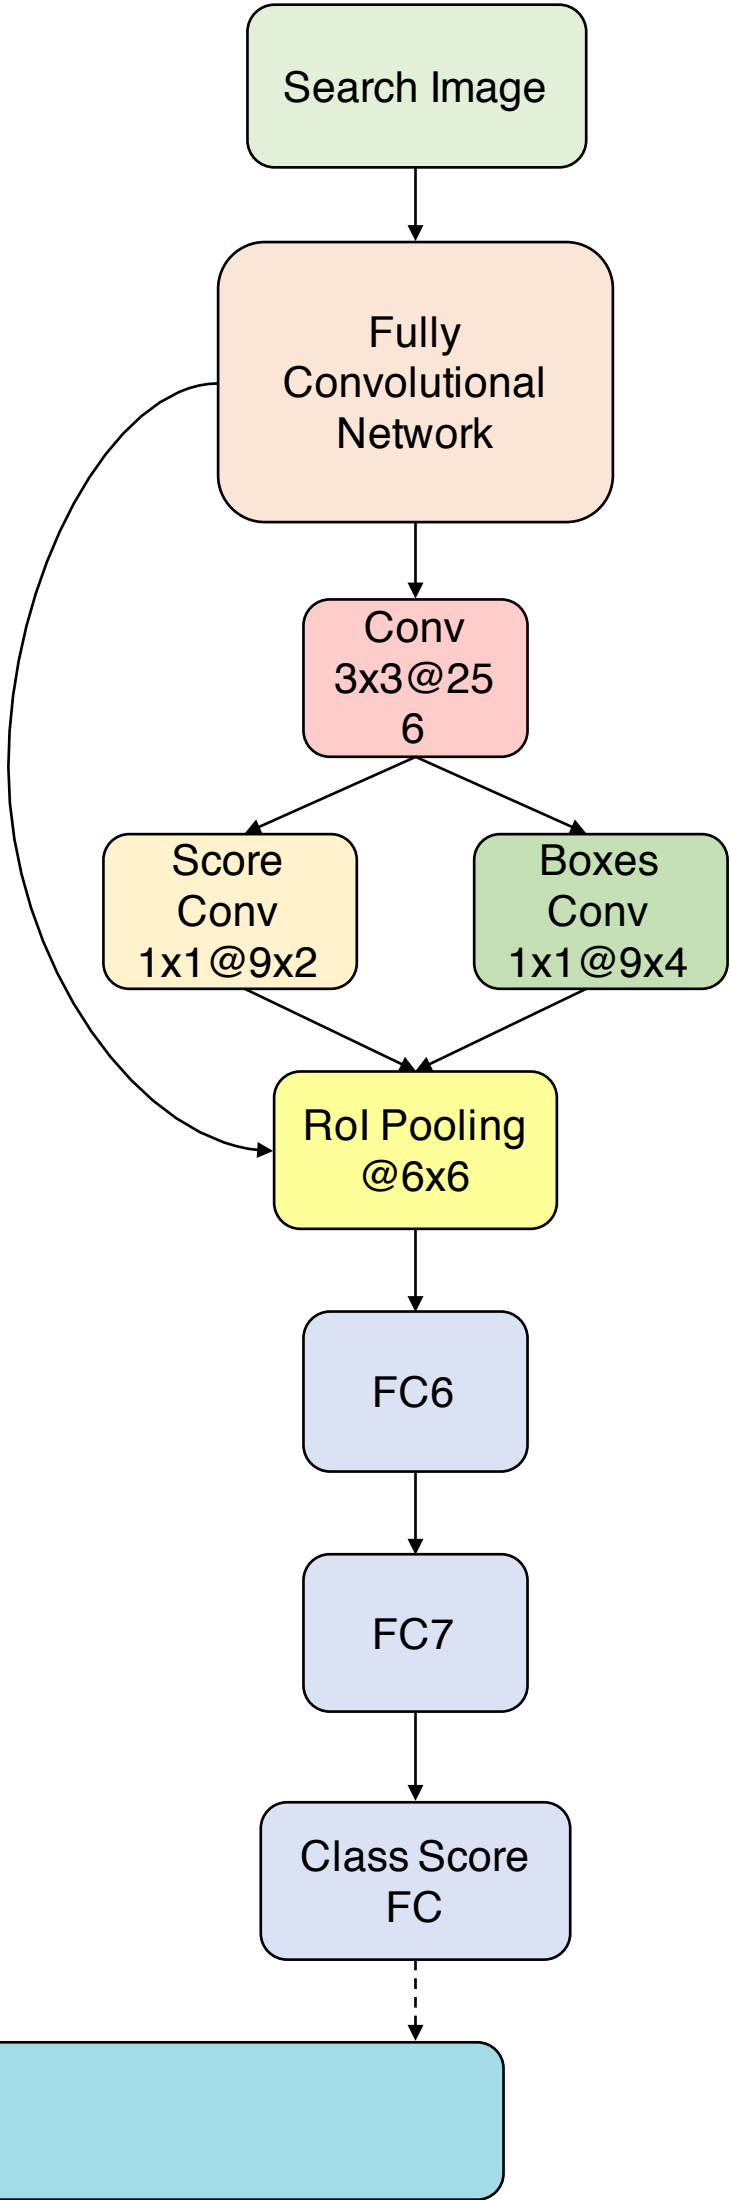 Search Image
Fully
Convolutional
Network
Conv
3x3@25
6
Score
Conv
1x1@9x2
Boxes
Conv
1x1@9x4
RoI Pooling
@6x6
FC6
FC7
Class Score
FC